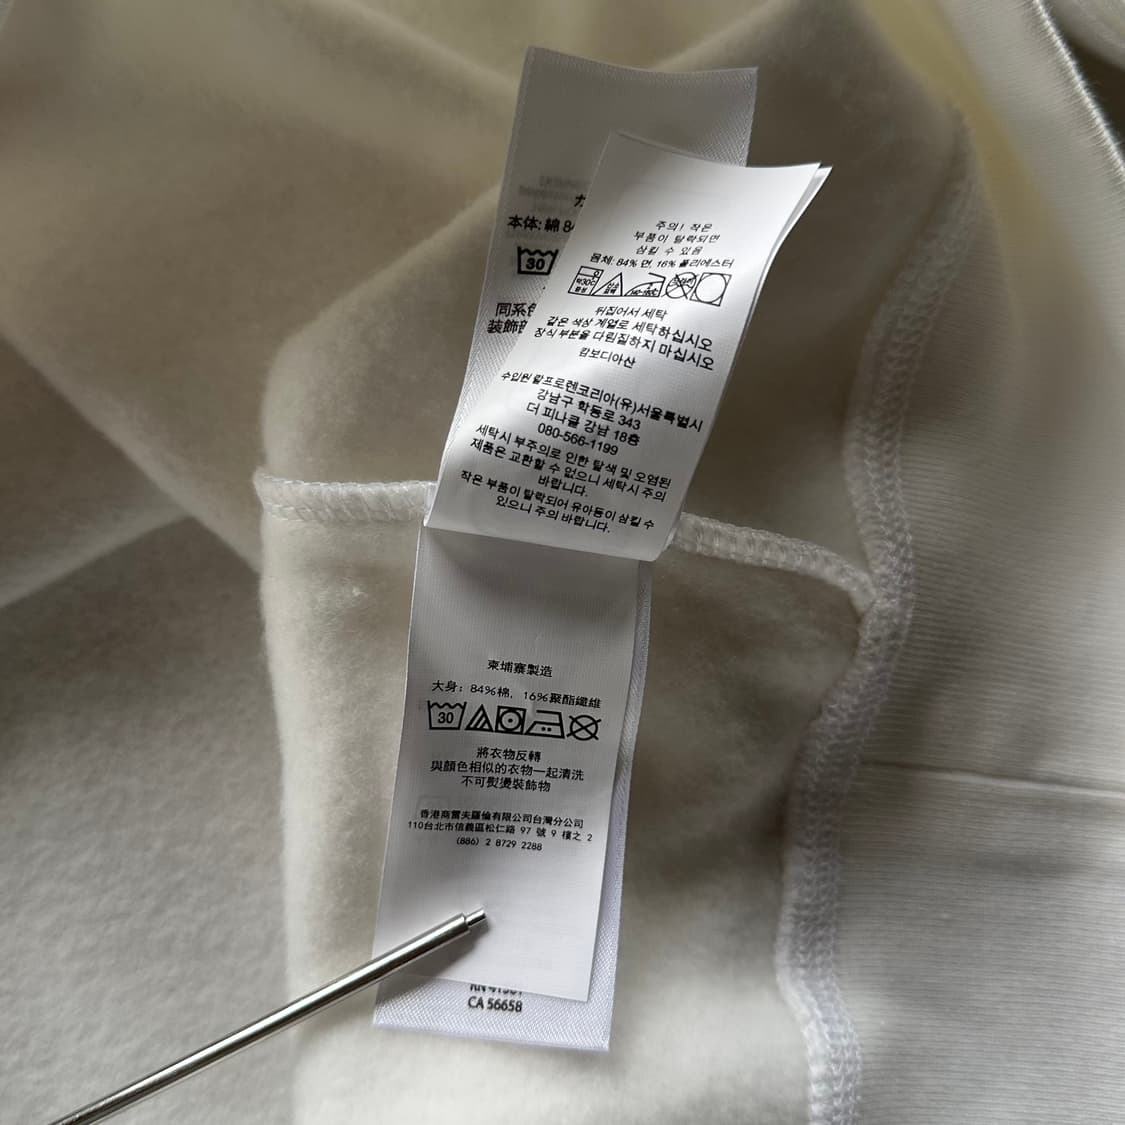 本体: 綿 84
30
同系色
装飾部
주의! 작은
부품이 탈락되면
삼킬 수 있음
몸체: 84% 면, 16% 폴리에스터
뒤집어서 세탁
같은 색상 계열로 세탁하십시오
장식 부분을 다림질하지 마십시오
캄보디아산
수입원:랄프로렌코리아(유)서울특별시
강남구 학동로 343
더 피나클 강남 18층
080-566-1199
세탁시 부주의로 인한 탈색 및 오염된
제품은 교환할 수 없으니 세탁시 주의
바랍니다.
작은 부품이 탈락되어 유아동이 삼킬 수
있으니 주의 바랍니다.
柬埔寨製造
大身: 84%棉, 16%聚酯纖維
30
將衣物反轉
與顏色相似的衣物一起清洗
不可熨燙裝飾物
香港商雷夫羅倫有限公司台灣分公司
110台北市信義區松仁路 97 號 9 樓之 2
(886) 2 8729 2288
CA 56658